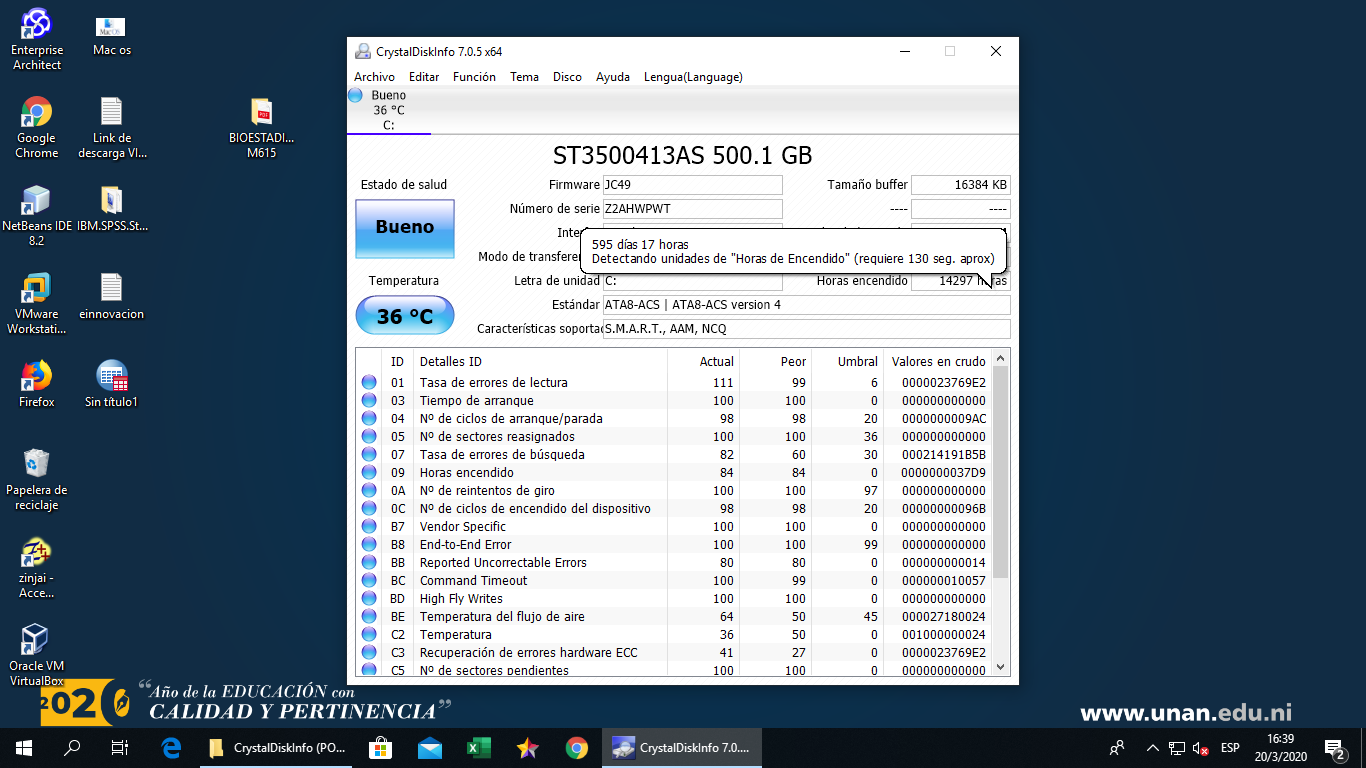 Enterprise
Architect
Mac os
Google
Chrome
Link de
descarga VI...
BIOESTADI...
M615
NetBeans IDE
8.2
IBM.SPSS.St...
VMware
Workstati...
einnovacion
Firefox
Sin título1
Papelera de
reciclaje
zinjai -
Acce...
Oracle VM
VirtualBox
CrystalDiskInfo 7.0.5 x64
Archivo Editar Función Tema Disco Ayuda Lengua(Language)
Bueno
36 °C
C:
ST3500413AS 500.1 GB
Estado de salud
Bueno
Temperatura
36 °C
Firmware JC49 Tamaño buffer 16384 KB
Número de serie Z2AHWPWT ---- ----
595 días 17 horas
Detectando unidades de "Horas de Encendido" (requiere 130 seg. aprox)
Modo de transferen
Letra de unidad C: Horas encendido 14297 horas
Estándar ATA8-ACS | ATA8-ACS version 4
Características soportad S.M.A.R.T., AAM, NCQ
ID Detalles ID Actual Peor Umbral Valores en crudo
01 Tasa de errores de lectura 111 99 6 0000023769E2
03 Tiempo de arranque 100 100 0 000000000000
04 Nº de ciclos de arranque/parada 98 98 20 0000000009AC
05 Nº de sectores reasignados 100 100 36 000000000000
07 Tasa de errores de búsqueda 82 60 30 000214191B5B
09 Horas encendido 84 84 0 0000000037D9
0A Nº de reintentos de giro 100 100 97 000000000000
0C Nº de ciclos de encendido del dispositivo 98 98 20 00000000096B
B7 Vendor Specific 100 100 0 000000000000
B8 End-to-End Error 100 100 99 000000000000
BB Reported Uncorrectable Errors 80 80 0 000000000014
BC Command Timeout 100 99 0 000000010057
BD High Fly Writes 100 100 0 000000000000
BE Temperatura del flujo de aire 64 50 45 000027180024
C2 Temperatura 36 50 0 001000000024
C3 Recuperación de errores hardware ECC 41 27 0 0000023769E2
C5 Nº de sectores pendientes 100 100 0 000000000000
2020
“Año de la EDUCACIÓN con
CALIDAD Y PERTINENCIA”
www.unan.edu.ni
CrystalDiskInfo (PO...
CrystalDiskInfo 7.0....
ESP
16:39
20/3/2020
2